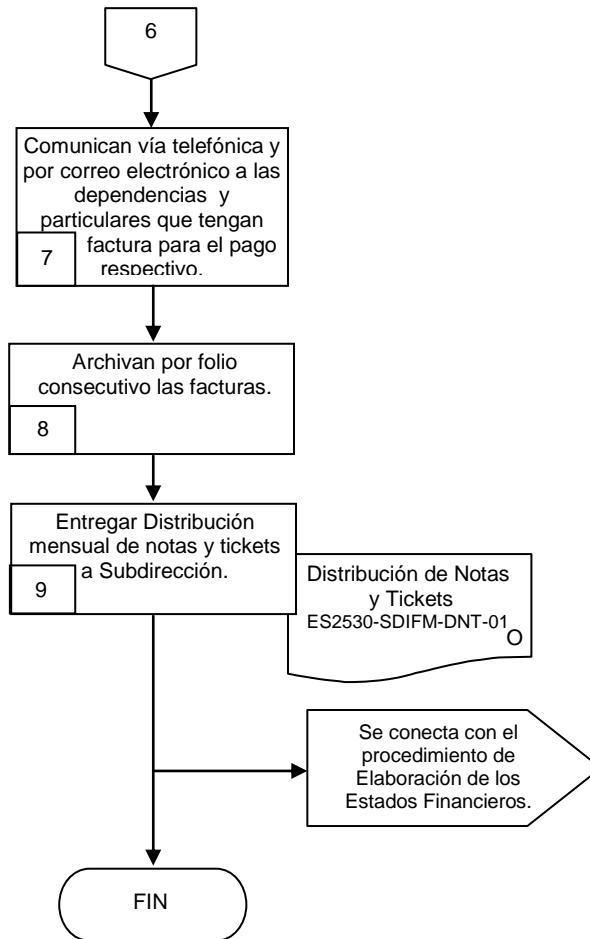 6
Comunican vía telefónica y
por correo electrónico a las
dependencias y
particulares que tengan
factura para el pago
respectivo.
7
Archivan por folio
consecutivo las facturas.
8
Entregar Distribución
mensual de notas y tickets
a Subdirección.
9
Distribución de Notas
y Tickets
ES2530-SDIFM-DNT-01
O
Se conecta con el
procedimiento de
Elaboración de los
Estados Financieros.
FIN